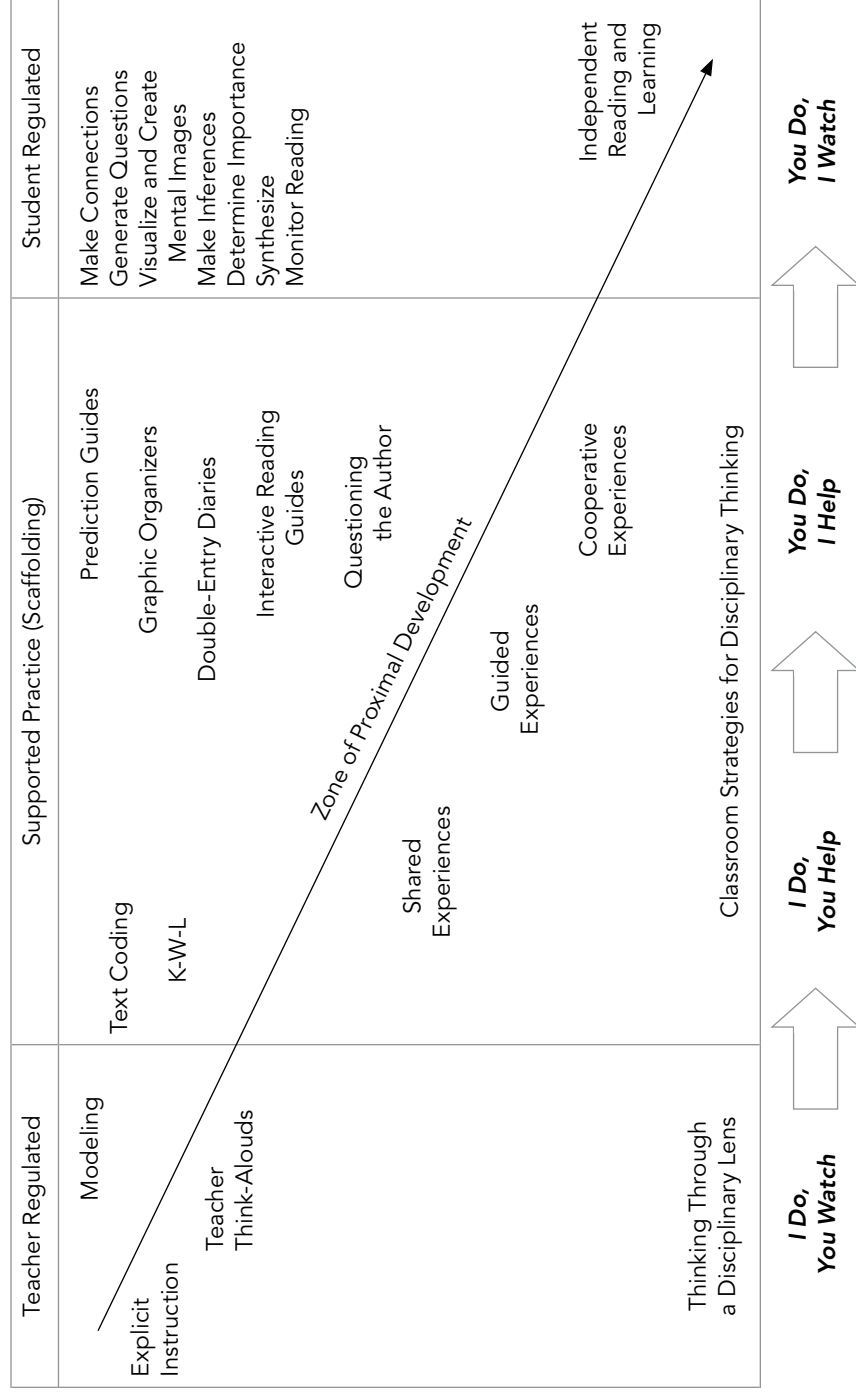 Teacher Regulated
Supported Practice (Scaffolding)
Student Regulated
Modeling
Explicit
Instruction
Teacher
Think-Alouds
Thinking Through
a Disciplinary Lens
Text Coding
K-W-L
Prediction Guides
Graphic Organizers
Double-Entry Diaries
Interactive Reading
Guides
Questioning
the Author
Zone of Proximal Development
Shared
Experiences
Guided
Experiences
Cooperative
Experiences
Classroom Strategies for Disciplinary Thinking
Make Connections
Generate Questions
Visualize and Create
Mental Images
Make Inferences
Determine Importance
Synthesize
Monitor Reading
Independent
Reading and
Learning
I Do,
You Watch
I Do,
You Help
You Do,
I Help
You Do,
I Watch